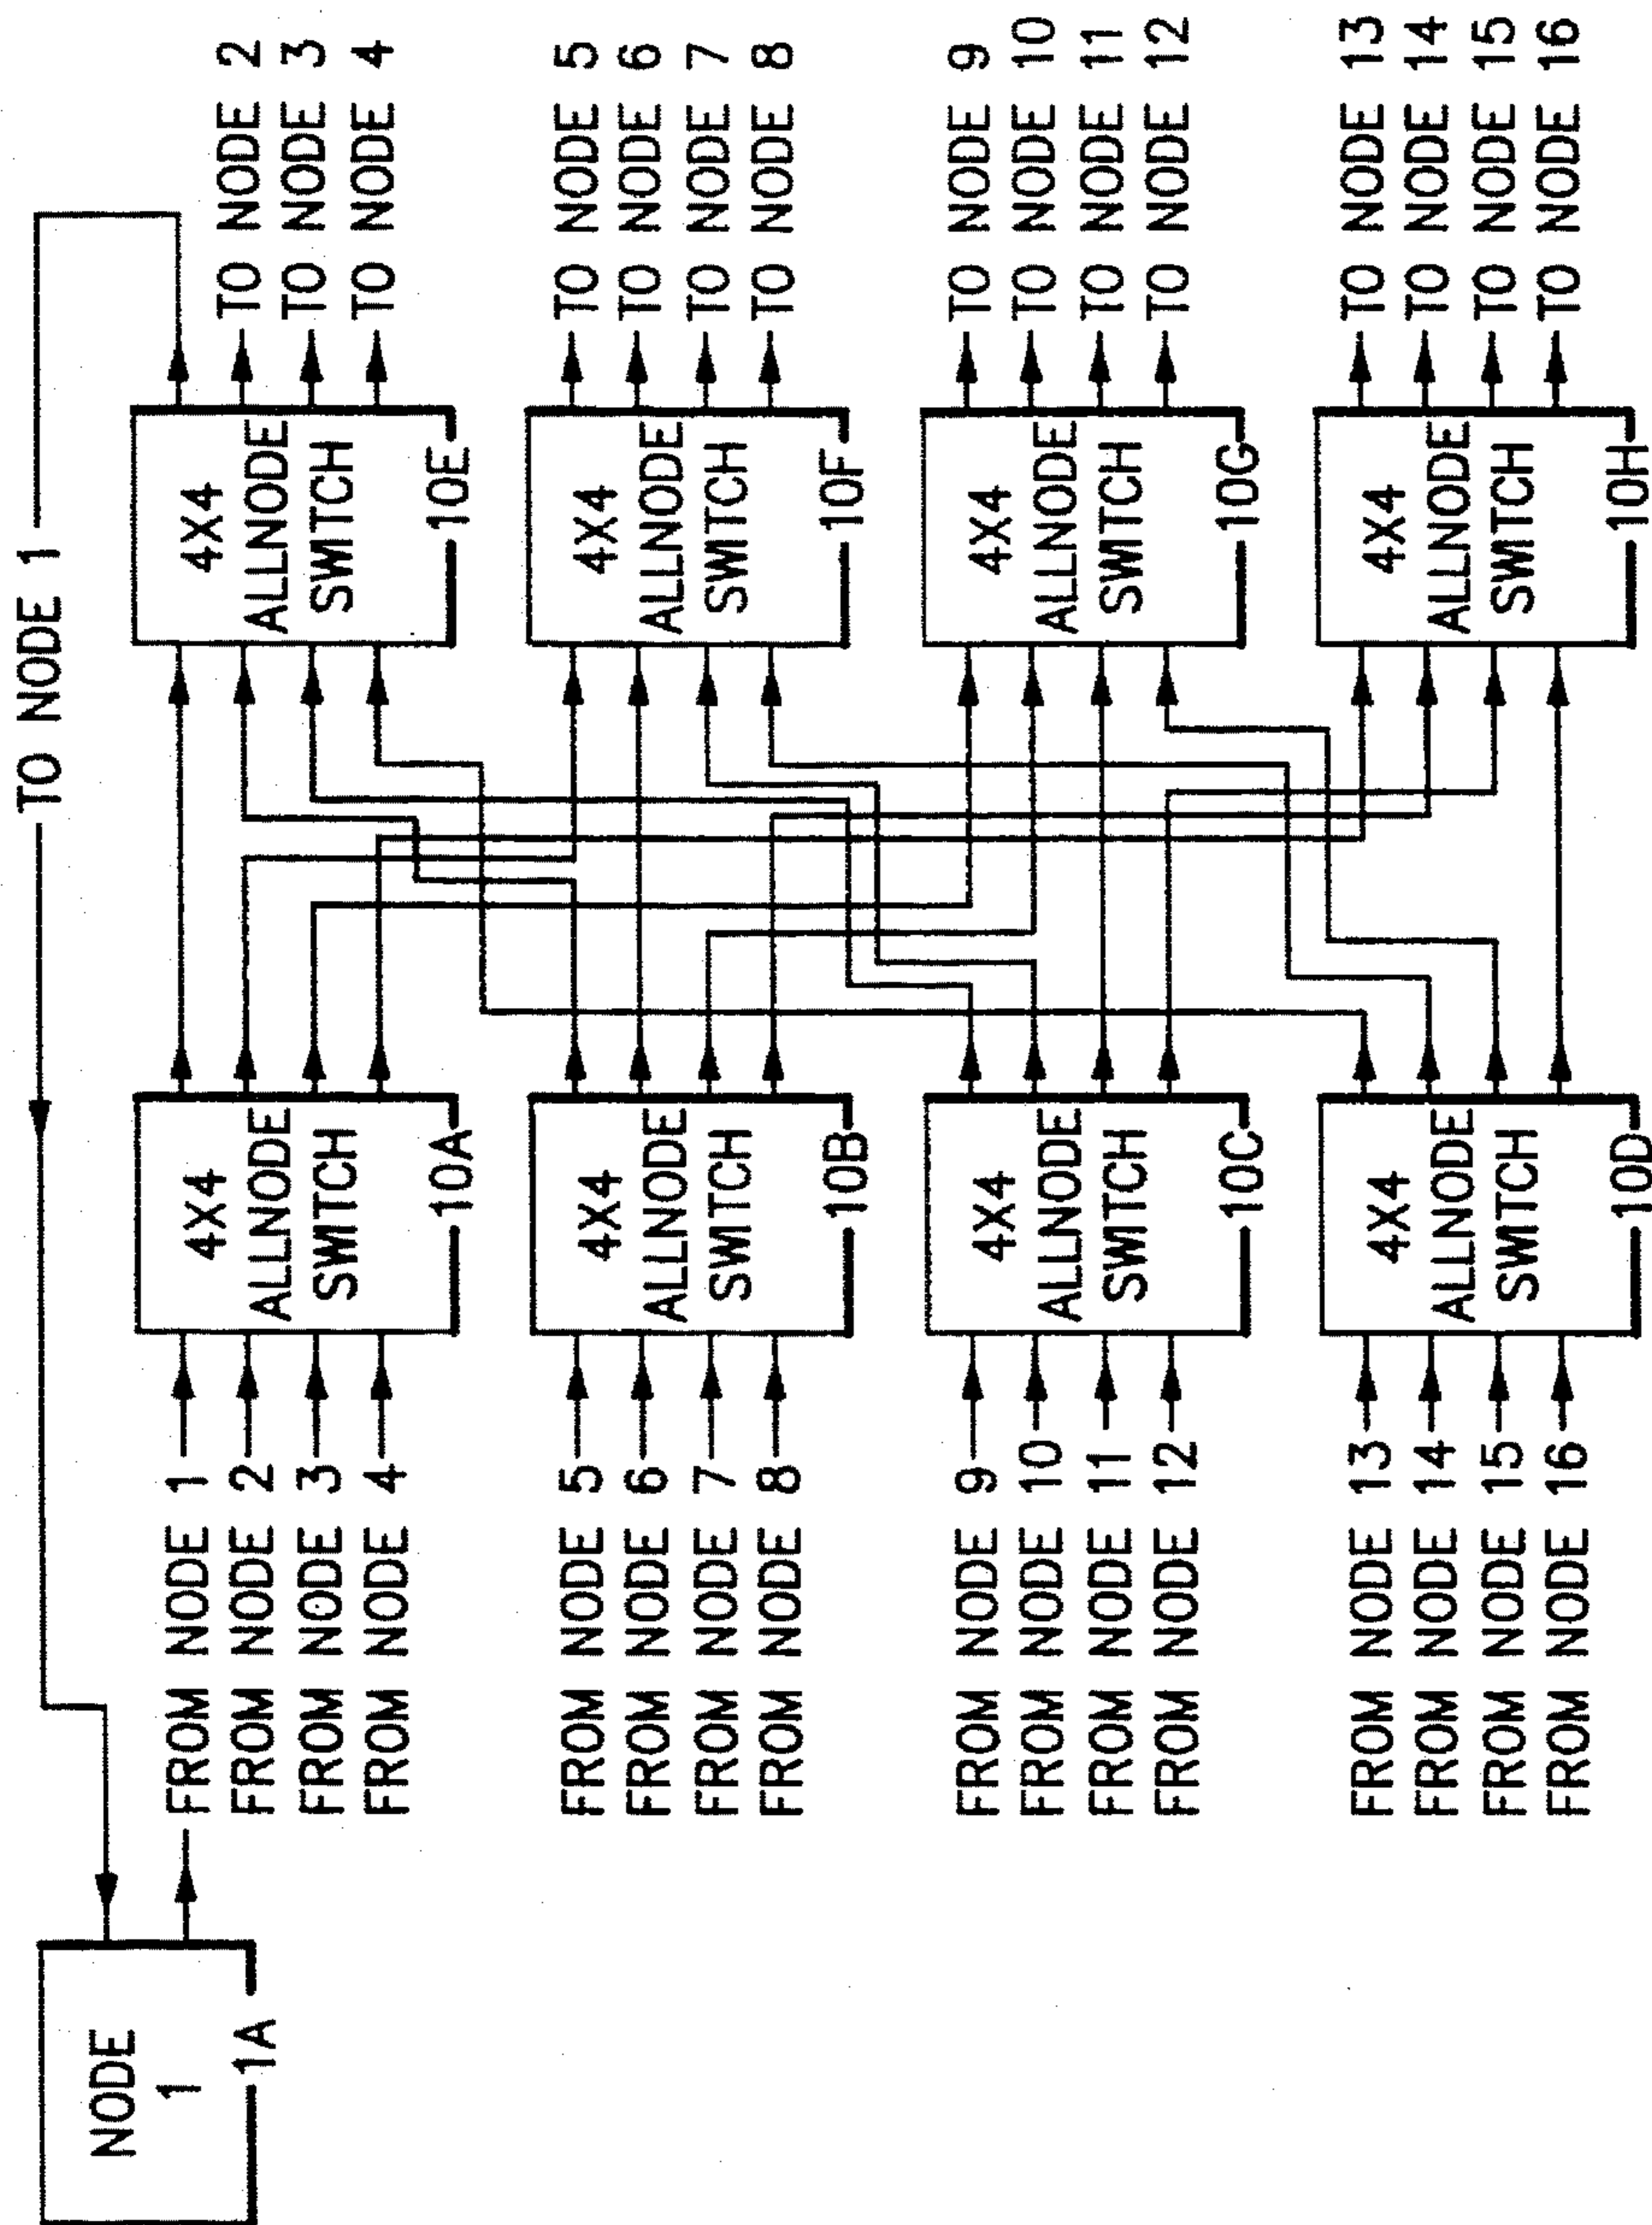 TO NODE 1
NODE
1
1A
FROM NODE 1
FROM NODE 2
FROM NODE 3
FROM NODE 4
4X4
ALLNODE
SWITCH
10A
4X4
ALLNODE
SWITCH
10E
TO NODE 2
TO NODE 3
TO NODE 4
FROM NODE 5
FROM NODE 6
FROM NODE 7
FROM NODE 8
4X4
ALLNODE
SWITCH
10B
4X4
ALLNODE
SWITCH
10F
TO NODE 5
TO NODE 6
TO NODE 7
TO NODE 8
FROM NODE 9
FROM NODE 10
FROM NODE 11
FROM NODE 12
4X4
ALLNODE
SWITCH
10C
4X4
ALLNODE
SWITCH
10G
TO NODE 9
TO NODE 10
TO NODE 11
TO NODE 12
FROM NODE 13
FROM NODE 14
FROM NODE 15
FROM NODE 16
4X4
ALLNODE
SWITCH
10D
4X4
ALLNODE
SWITCH
10H
TO NODE 13
TO NODE 14
TO NODE 15
TO NODE 16